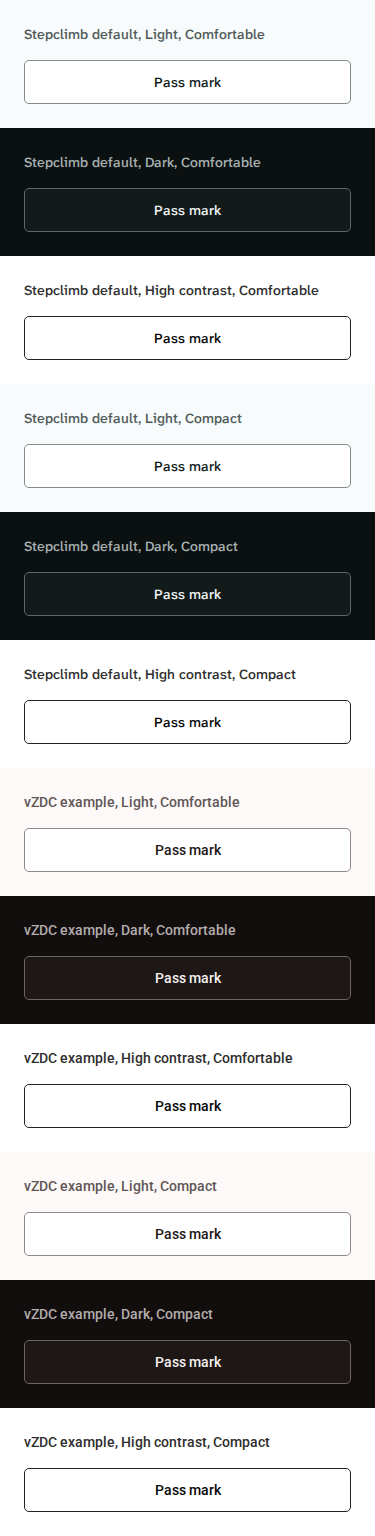 Stepclimb default, Light, Comfortable
Pass mark
Stepclimb default, Dark, Comfortable
Pass mark
Stepclimb default, High contrast, Comfortable
Pass mark
Stepclimb default, Light, Compact
Pass mark
Stepclimb default, Dark, Compact
Pass mark
Stepclimb default, High contrast, Compact
Pass mark
vZDC example, Light, Comfortable
Pass mark
vZDC example, Dark, Comfortable
Pass mark
vZDC example, High contrast, Comfortable
Pass mark
vZDC example, Light, Compact
Pass mark
vZDC example, Dark, Compact
Pass mark
vZDC example, High contrast, Compact
Pass mark